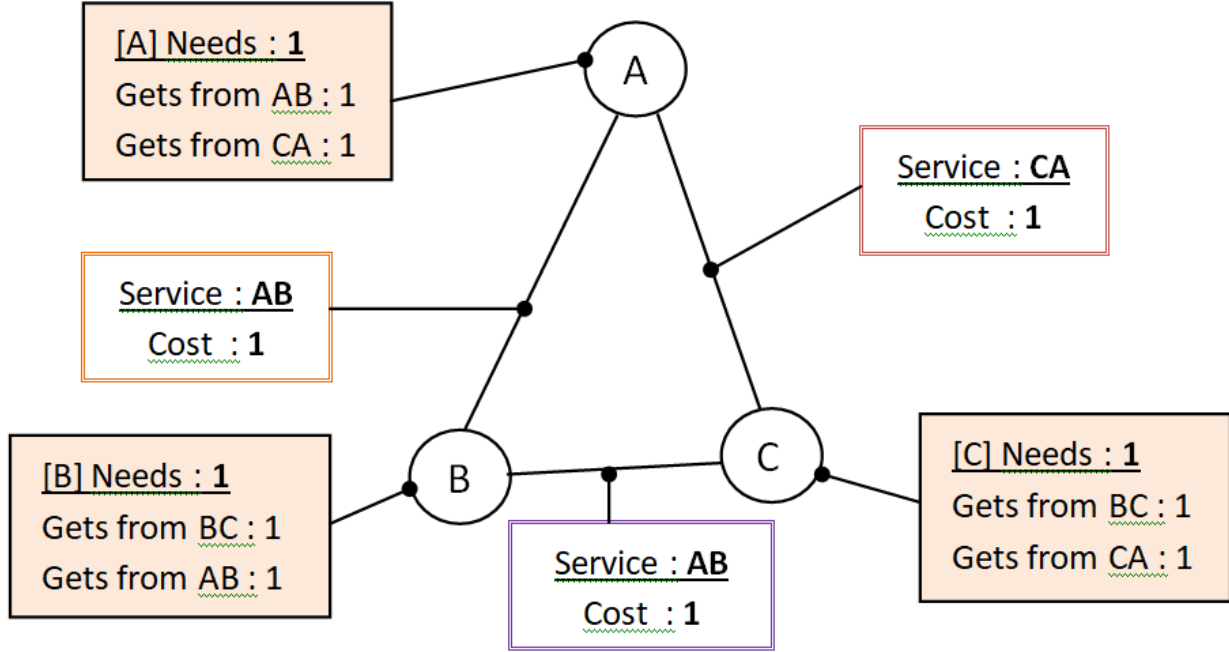 [A] Needs : 1
Gets from AB : 1
Gets from CA : 1
A
Service : CA
Cost : 1
Service : AB
Cost : 1
[B] Needs : 1
Gets from BC : 1
Gets from AB : 1
B
C
[C] Needs : 1
Gets from BC : 1
Gets from CA : 1
Service : AB
Cost : 1